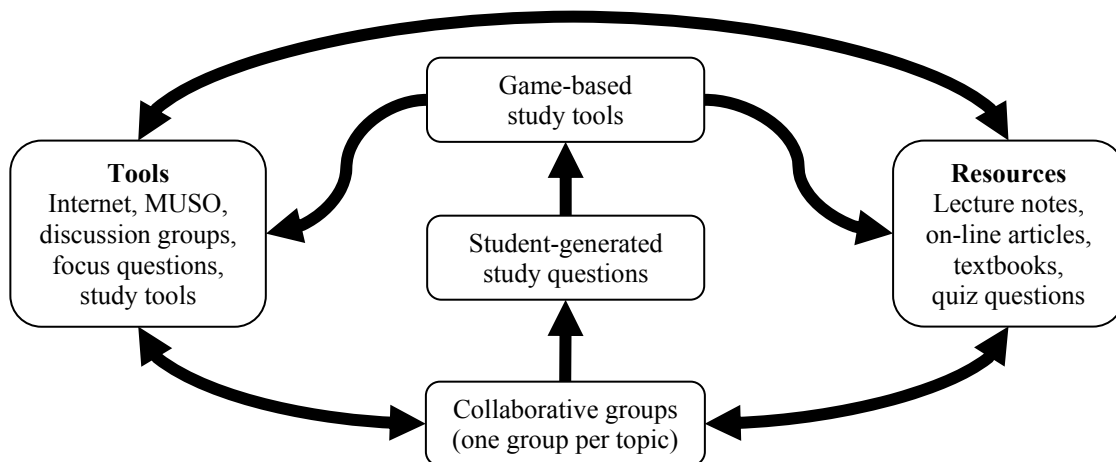 Game-based
study tools
Tools
Internet, MUSO,
discussion groups,
focus questions,
study tools
Student-generated
study questions
Resources
Lecture notes,
on-line articles,
textbooks,
quiz questions
Collaborative groups
(one group per topic)